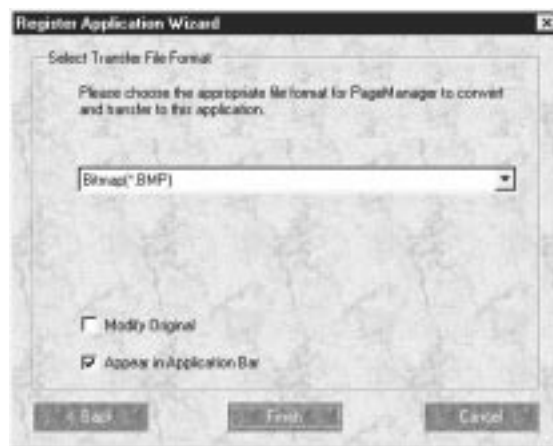 Register Application Wizard
Select Transfer File Format
Please choose the appropriate file format for PageManager to convert
and transfer to this application.
Bitmap(*.BMP)
Modify Original
Appear in Application Bar
< Back
Finish
Cancel